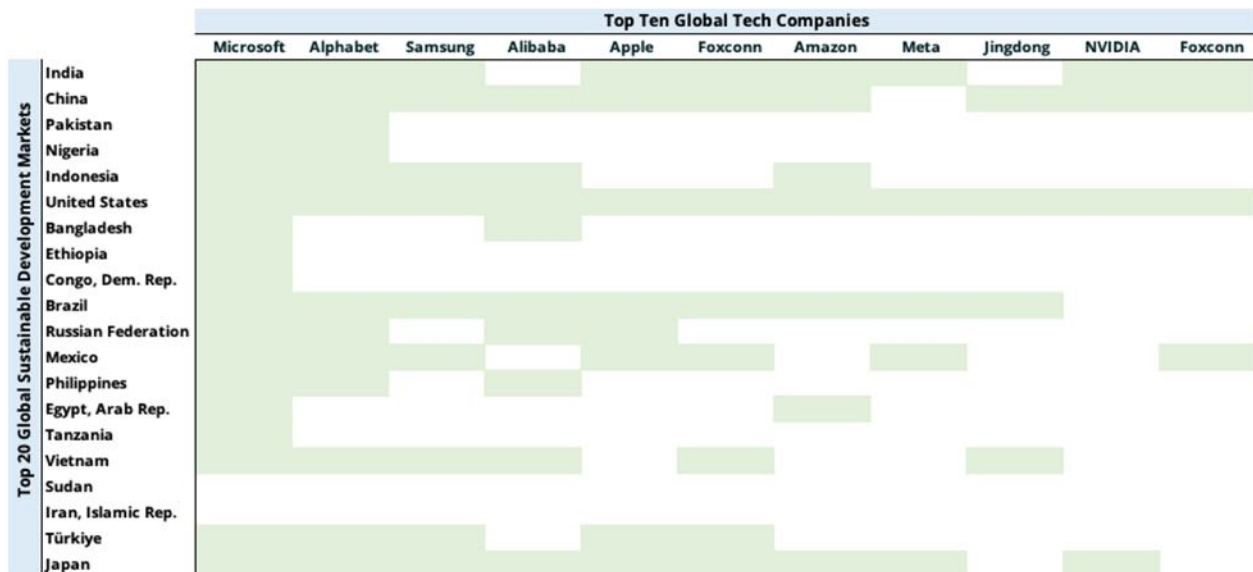 Top Ten Global Tech Companies
Microsoft Alphabet Samsung Alibaba Apple Foxconn Amazon Meta Jingdong NVIDIA Foxconn
Top 20 Global Sustainable Development Markets
India
China
Pakistan
Nigeria
Indonesia
United States
Bangladesh
Ethiopia
Congo, Dem. Rep.
Brazil
Russian Federation
Mexico
Philippines
Egypt, Arab Rep.
Tanzania
Vietnam
Sudan
Iran, Islamic Rep.
Türkiye
Japan